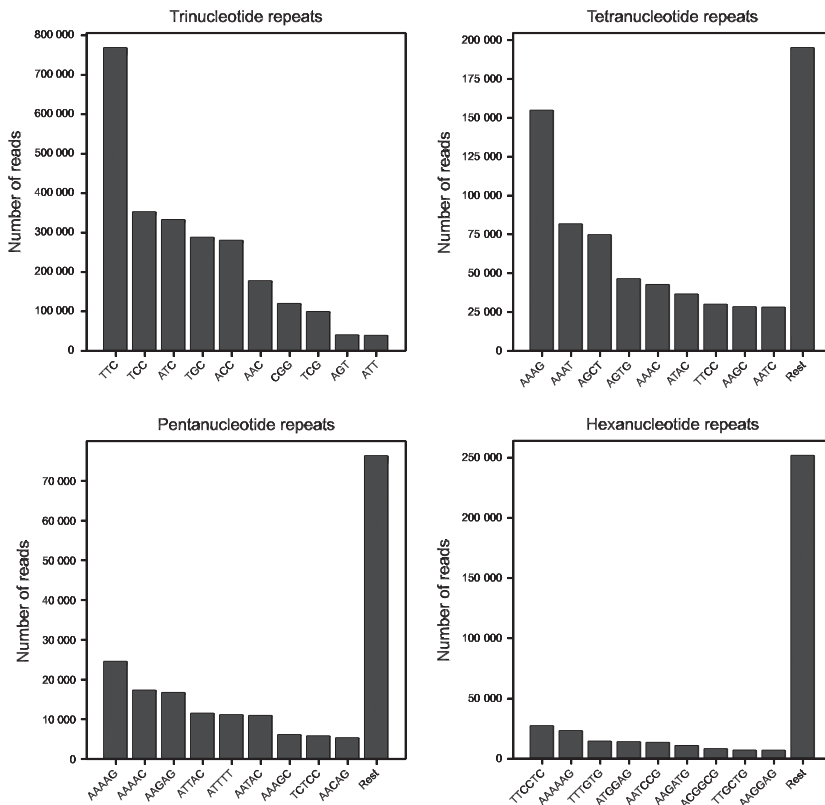 Trinucleotide repeats
Number of reads
800 000
700 000
600 000
500 000
400 000
300 000
200 000
100 000
0
TTC TCC ATC TGC ACC AAC CGG TCG AGT ATT
Tetranucleotide repeats
Number of reads
200 000
175 000
150 000
125 000
100 000
75 000
50 000
25 000
0
AAAG AAAT AGCT AGTG AAAC ATAC TTCC AAGC AATC Rest
Pentanucleotide repeats
Number of reads
70 000
60 000
50 000
40 000
30 000
20 000
10 000
0
AAAAG AAAAC AAGAG ATTAC ATTTT AATAC AAAGC TCTCC AACAG Rest
Hexanucleotide repeats
Number of reads
250 000
200 000
150 000
100 000
50 000
0
TTCCTC AAAAAG TTTGTG ATGGAG AATCCG AAGATG ACGGCG TTGCTG AAGGAG Rest